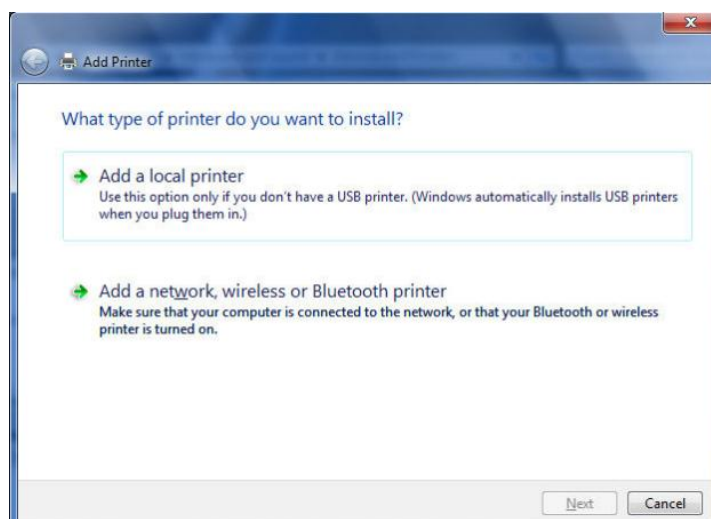 Add Printer
What type of printer do you want to install?
Add a local printer
Use this option only if you don't have a USB printer. (Windows automatically installs USB printers
when you plug them in.)
Add a network, wireless or Bluetooth printer
Make sure that your computer is connected to the network, or that your Bluetooth or wireless
printer is turned on.
Next
Cancel